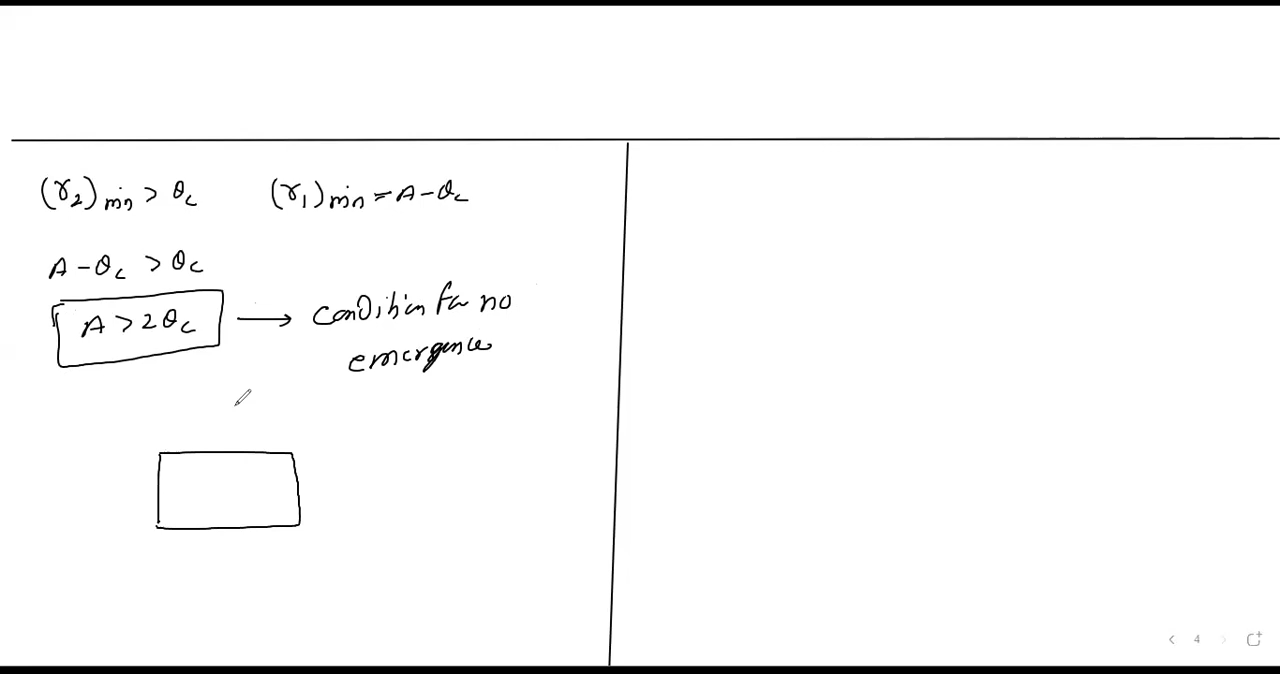 (r₂)min > θc (r₁)min = A - θc
A - θc > θc
A > 2θc → condition for no
emergence
< 4 >